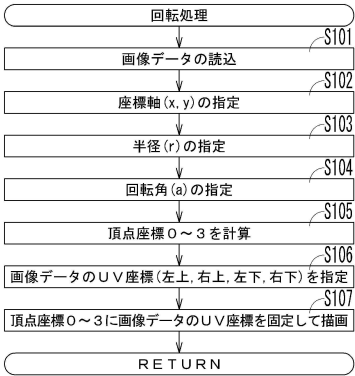 回転処理
S101
画像データの読込
S102
座標軸(x,y)の指定
S103
半径(r)の指定
S104
回転角(a)の指定
S105
頂点座標0～3を計算
S106
画像データのUV座標(左上,右上,左下,右下)を指定
S107
頂点座標0～3に画像データのUV座標を固定して描画
RETURN